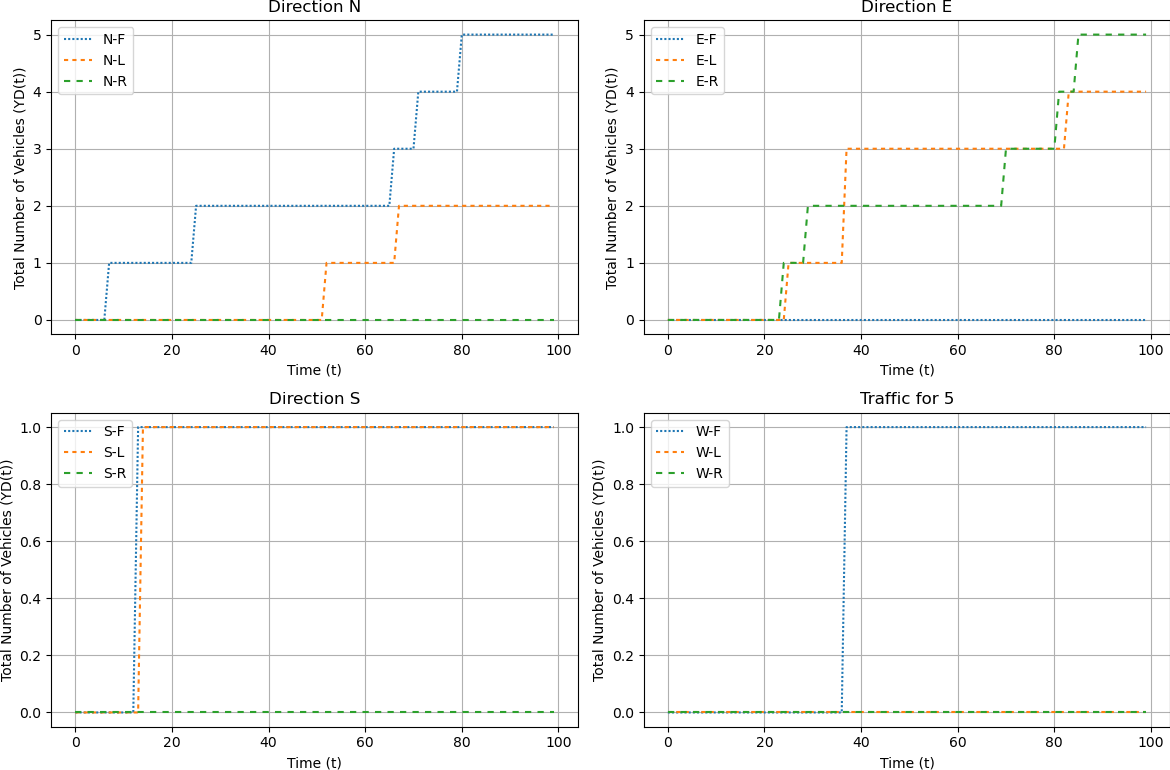 Direction N
Total Number of Vehicles (YD(t))
5
4
3
2
1
0
N-F
N-L
N-R
0 20 40 60 80 100
Time (t)
Direction E
Total Number of Vehicles (YD(t))
5
4
3
2
1
0
E-F
E-L
E-R
0 20 40 60 80 100
Time (t)
Direction S
Total Number of Vehicles (YD(t))
1.0
0.8
0.6
0.4
0.2
0.0
S-F
S-L
S-R
0 20 40 60 80 100
Time (t)
Traffic for 5
Total Number of Vehicles (YD(t))
1.0
0.8
0.6
0.4
0.2
0.0
W-F
W-L
W-R
0 20 40 60 80 100
Time (t)